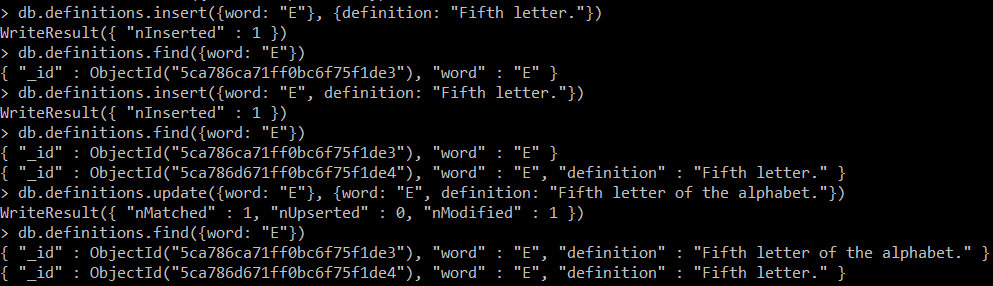 > db.definitions.insert({word: "E"}, {definition: "Fifth letter."})
WriteResult({ "nInserted" : 1 })
> db.definitions.find({word: "E"})
{ "_id" : ObjectId("5ca786ca71ff0bc6f75f1de3"), "word" : "E" }
> db.definitions.insert({word: "E", definition: "Fifth letter."})
WriteResult({ "nInserted" : 1 })
> db.definitions.find({word: "E"})
{ "_id" : ObjectId("5ca786ca71ff0bc6f75f1de3"), "word" : "E" }
{ "_id" : ObjectId("5ca786d671ff0bc6f75f1de4"), "word" : "E", "definition" : "Fifth letter." }
> db.definitions.update({word: "E"}, {word: "E", definition: "Fifth letter of the alphabet."})
WriteResult({ "nMatched" : 1, "nUpserted" : 0, "nModified" : 1 })
> db.definitions.find({word: "E"})
{ "_id" : ObjectId("5ca786ca71ff0bc6f75f1de3"), "word" : "E", "definition" : "Fifth letter of the alphabet." }
{ "_id" : ObjectId("5ca786d671ff0bc6f75f1de4"), "word" : "E", "definition" : "Fifth letter." }